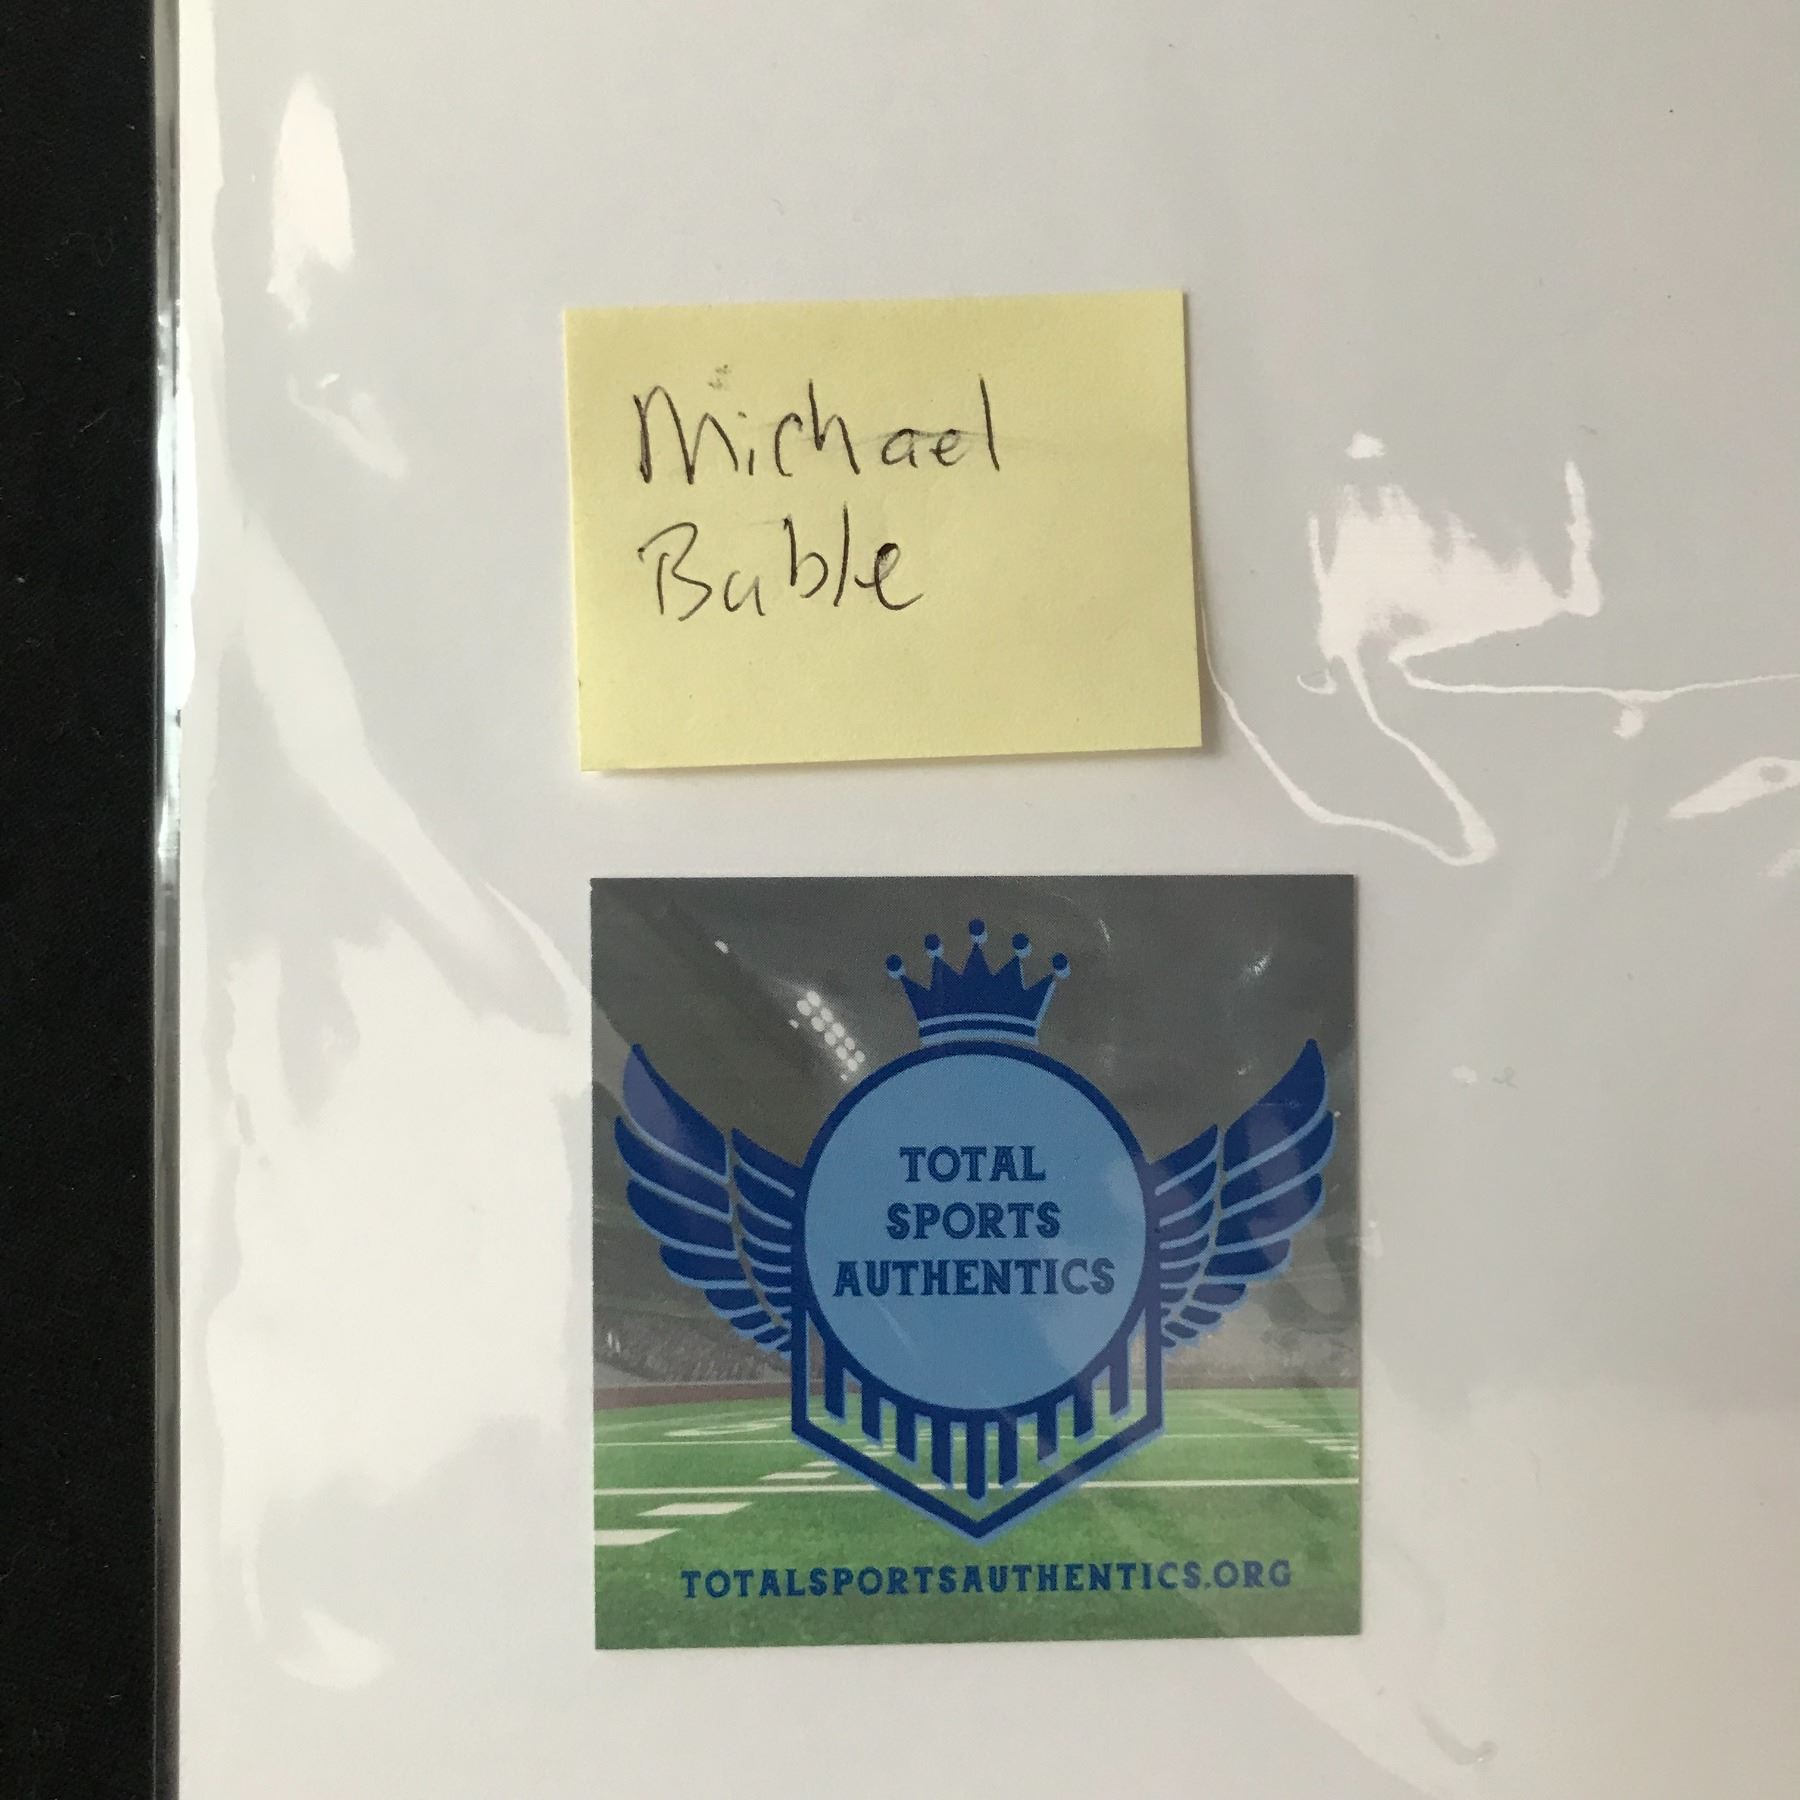 Michael
Buble
TOTAL
SPORTS
AUTHENTICS
TOTALSPORTSAUTHENTICS.ORG